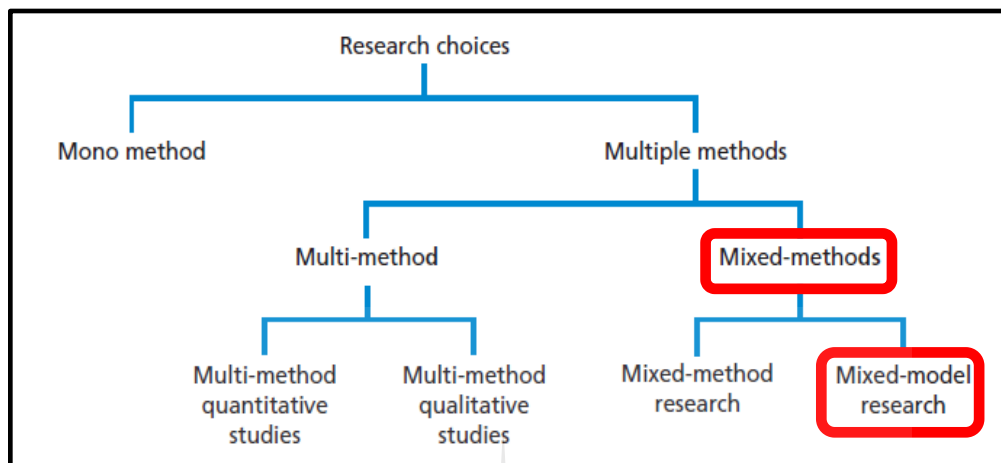 Research choices
Mono method
Multiple methods
Multi-method
Mixed-methods
Multi-method
quantitative
studies
Multi-method
qualitative
studies
Mixed-method
research
Mixed-model
research